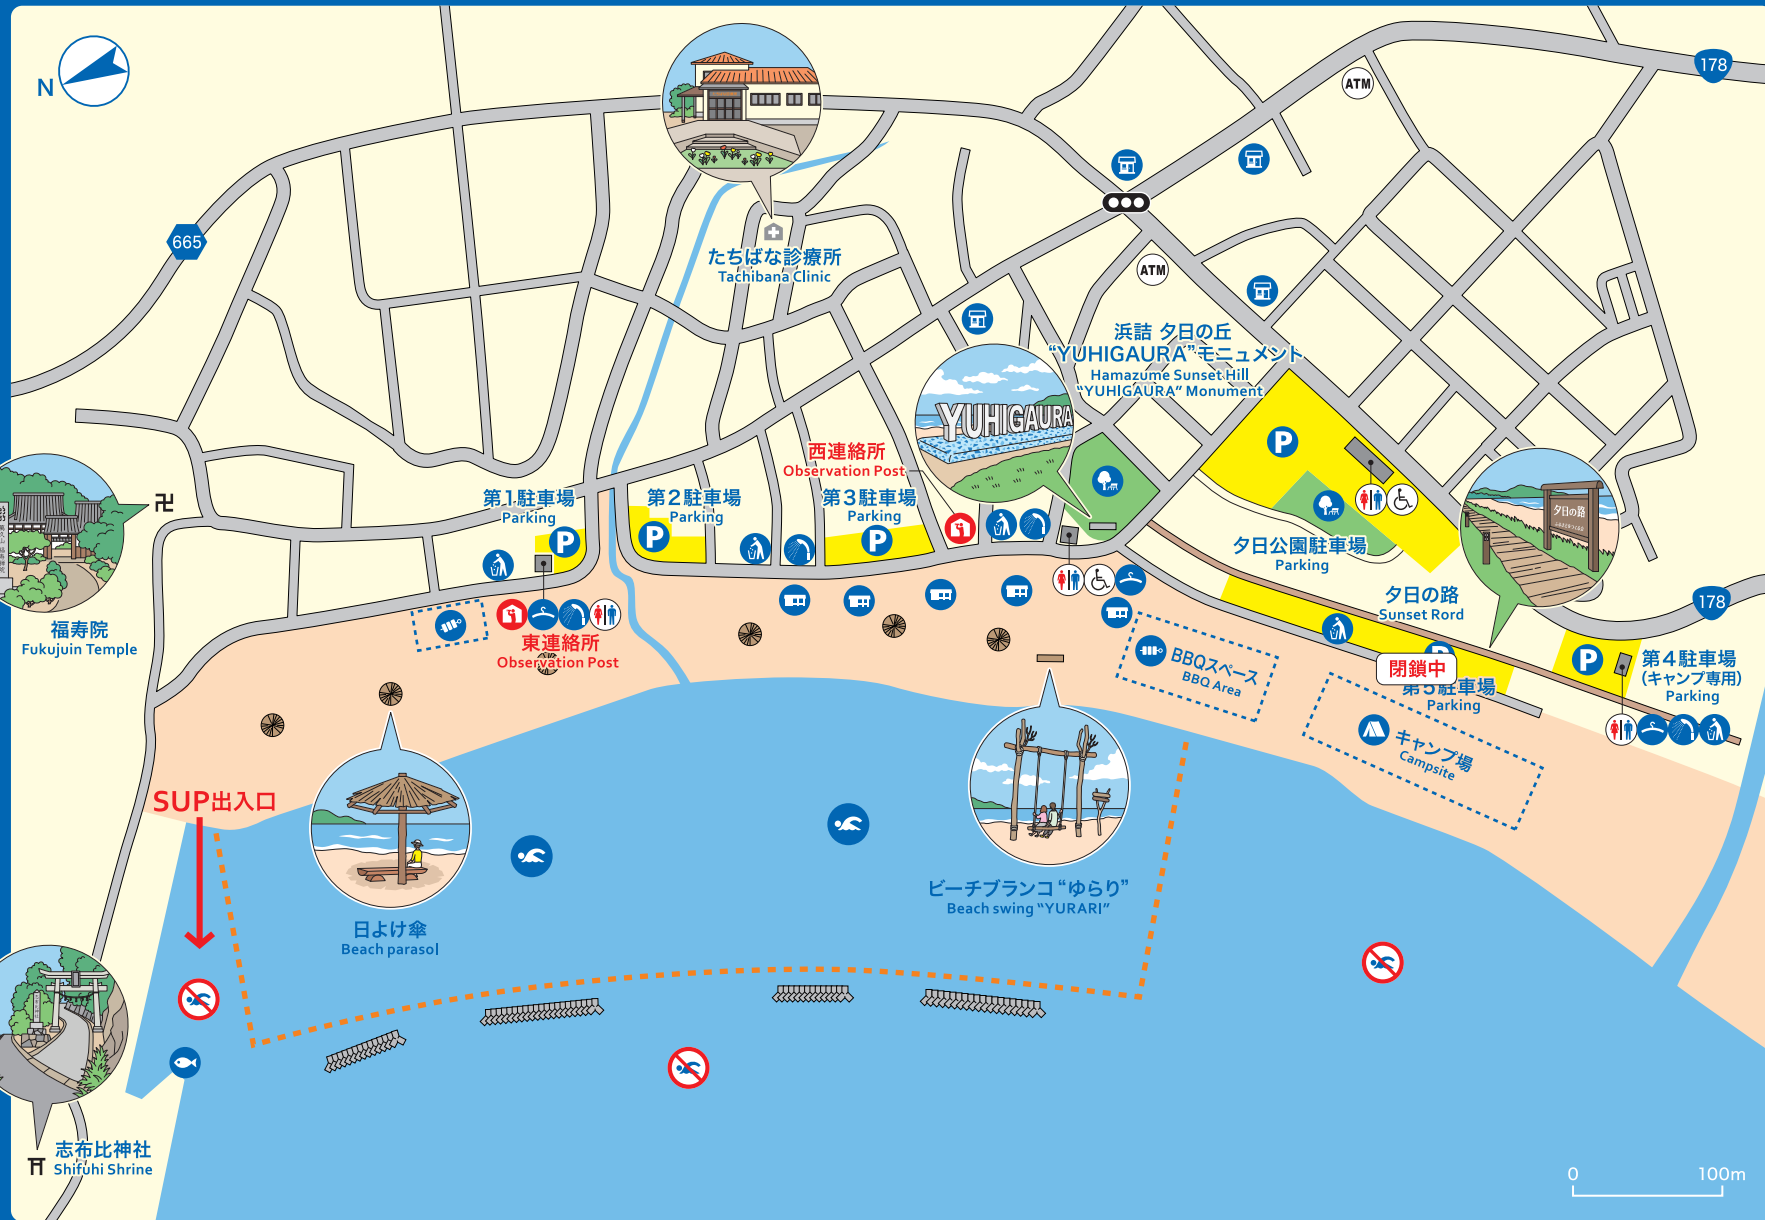 N
178
ATM
665
たちばな診療所
Tachibana Clinic
ATM
浜詰 夕日の丘
“YUHIGAURA”モニュメント
Hamazume Sunset Hill
“YUHIGAURA” Monument
YUHIGAURA
西連絡所
Observation Post
第1駐車場
Parking
P
第2駐車場
Parking
P
第3駐車場
Parking
P
P
夕日公園駐車場
Parking
夕日の路
夕日の路
Sunset Rord
178
卍
福寿院
Fukujuin Temple
東連絡所
Observation Post
BBQスペース
BBQ Area
P
閉鎖中
第5駐車場
Parking
P
第4駐車場
(キャンプ専用)
Parking
キャンプ場
Campsite
SUP出入口
日よけ傘
Beach parasol
ビーチブランコ“ゆらり”
Beach swing “YURARI”
志布比神社
Shifuhi Shrine
0 100m